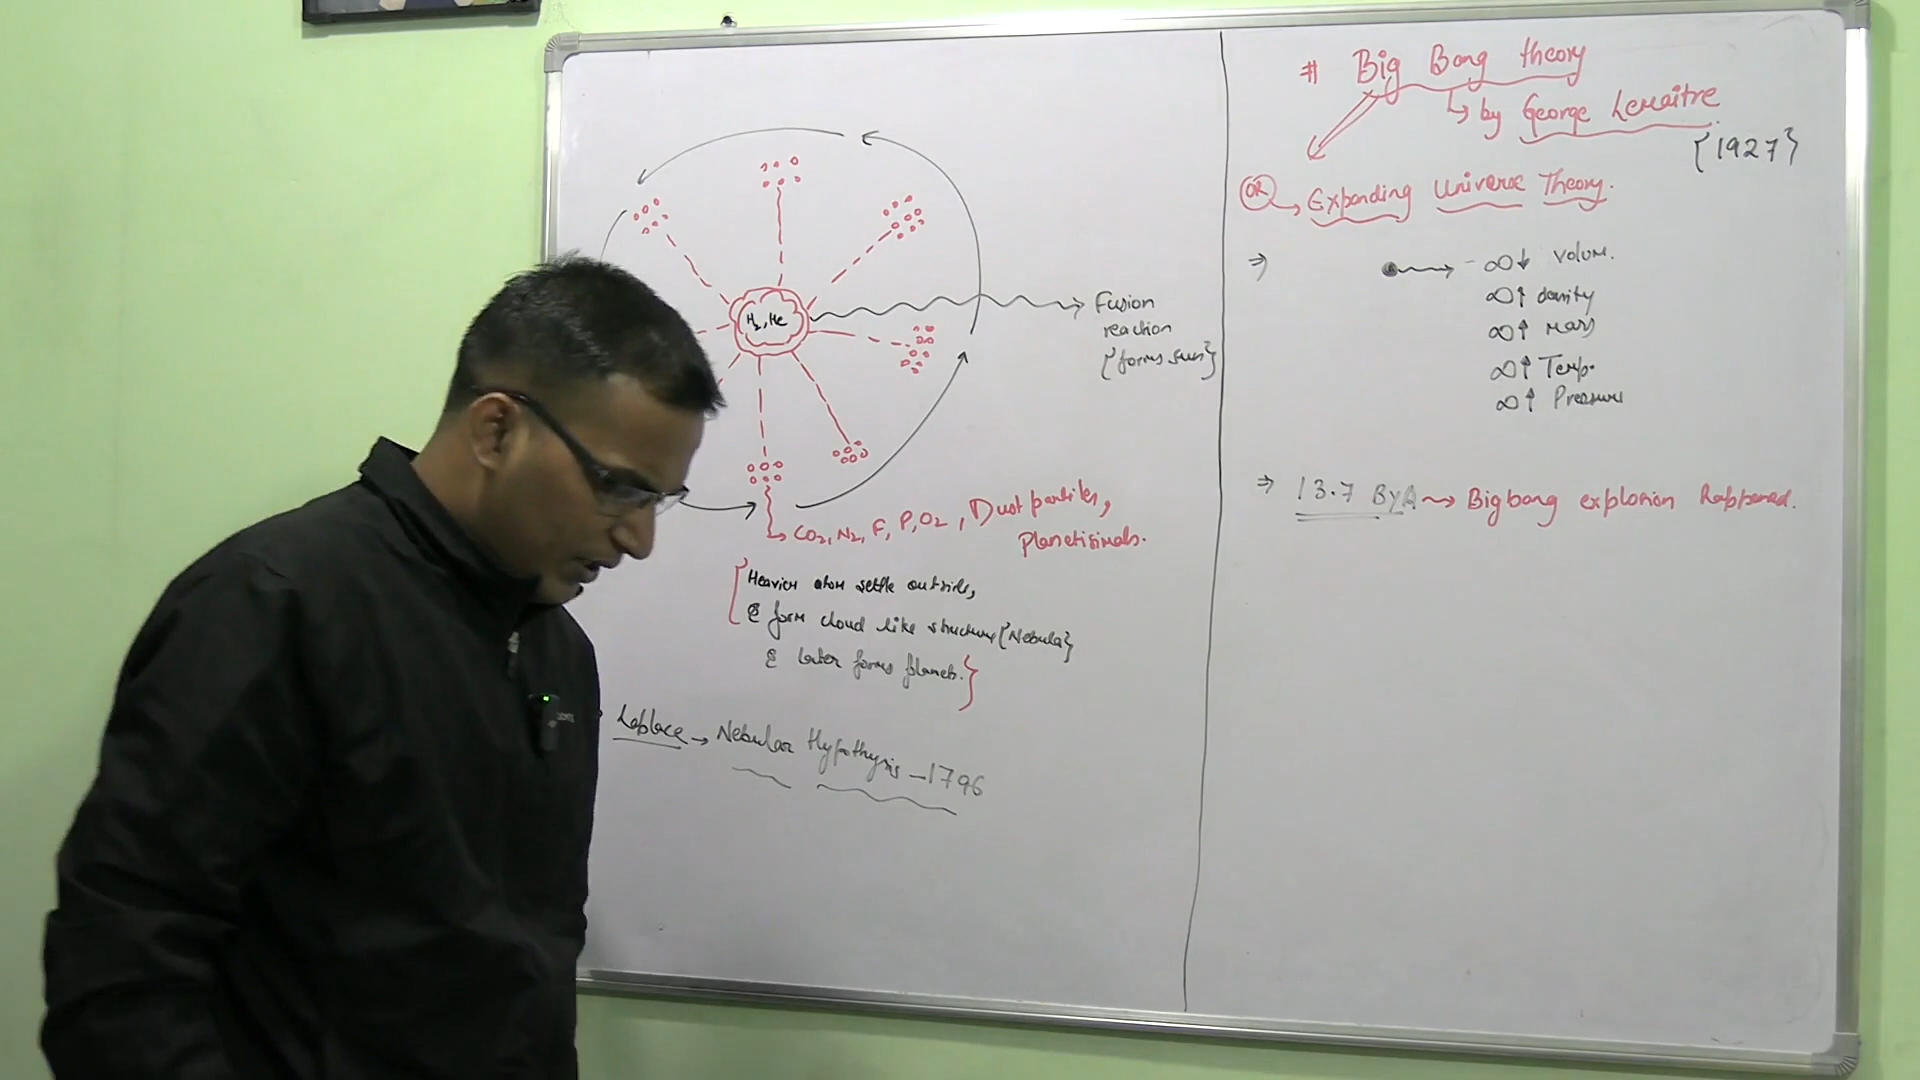 H2, He
Fusion
reaction
{forms sun}
CO2, N2, F, P, O2, Dust particles,
Planetisimals.
{Heavier atom settle outside,
& form cloud like structure {Nebula}
& later forms planets.}
Laplace → Nebular Hypothysis - 1796
# Big Bang theory
↳ by George Lemaitre
{1927}
OR → Expanding Universe Theory.
⇒ → ∞↓ Volum.
∞↑ density
∞↑ mass
∞↑ Temp.
∞↑ Pressure
⇒ 13.7 ByA → Bigbang explosion happened.